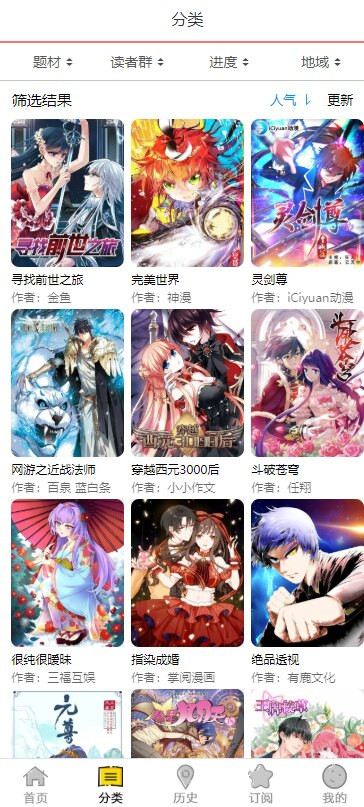 分类
题材 读者群 进度 地域
筛选结果 人气 更新
iCiyuan动漫
寻找前世之旅
灵剑尊
寻找前世之旅 完美世界 灵剑尊
作者：金鱼 作者：神漫 作者：iCiyuan动漫
穿越西元3000后
斗破苍穹
网游之近战法师 穿越西元3000后 斗破苍穹
作者：百泉 蓝白条 作者：小小作文 作者：任翔
很纯很暧昧 指染成婚 绝品透视
作者：三福互娱 作者：掌阅漫画 作者：有鹿文化
元尊
首页 分类 历史 订阅 我的